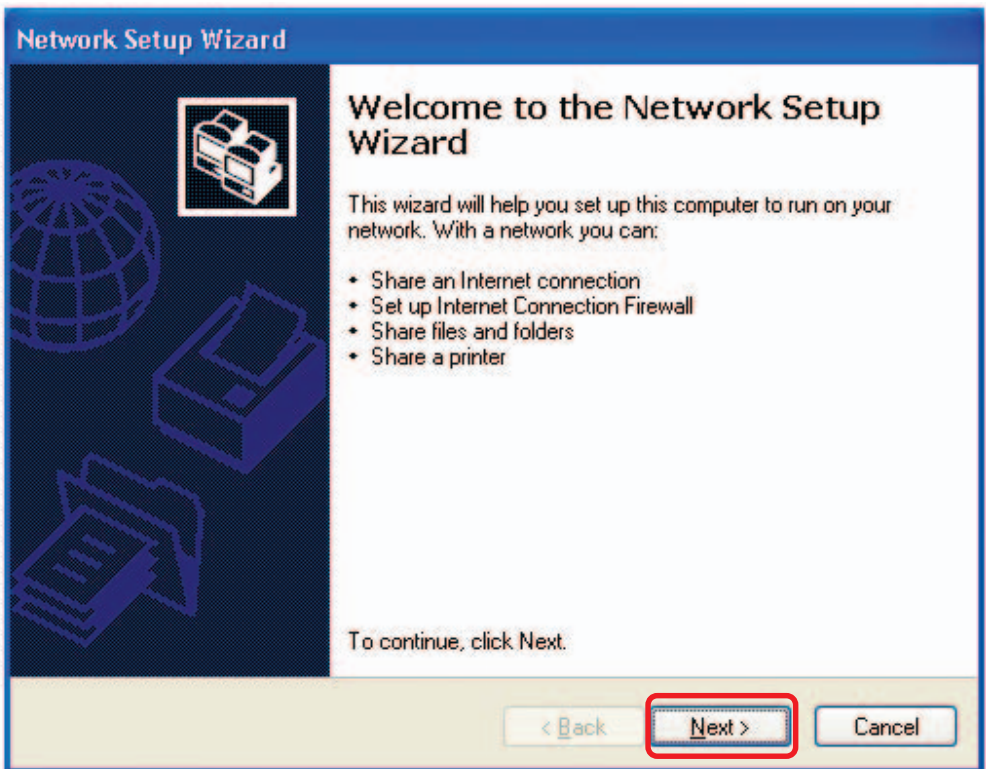 Network Setup Wizard
Welcome to the Network Setup
Wizard
This wizard will help you set up this computer to run on your
network. With a network you can:
• Share an Internet connection
• Set up Internet Connection Firewall
• Share files and folders
• Share a printer
To continue, click Next.
< Back Next > Cancel